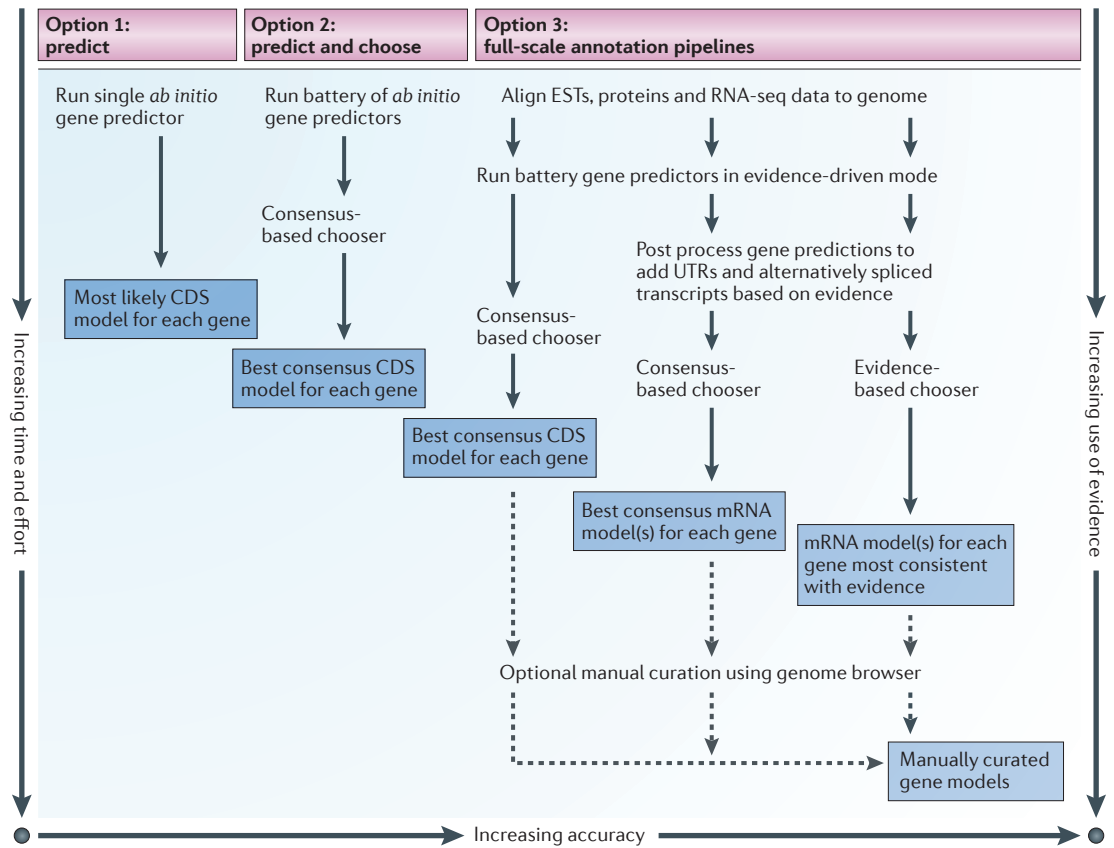 Option 1:
predict
Option 2:
predict and choose
Option 3:
full-scale annotation pipelines
Run single ab initio
gene predictor
Run battery of ab initio
gene predictors
Align ESTs, proteins and RNA-seq data to genome
Run battery gene predictors in evidence-driven mode
Consensus-
based chooser
Post process gene predictions to
add UTRs and alternatively spliced
transcripts based on evidence
Most likely CDS
model for each gene
Consensus-
based chooser
Best consensus CDS
model for each gene
Consensus-
based chooser
Evidence-
based chooser
Best consensus CDS
model for each gene
Best consensus mRNA
model(s) for each gene
mRNA model(s) for each
gene most consistent
with evidence
Optional manual curation using genome browser
Manually curated
gene models
Increasing time and effort
Increasing use of evidence
Increasing accuracy